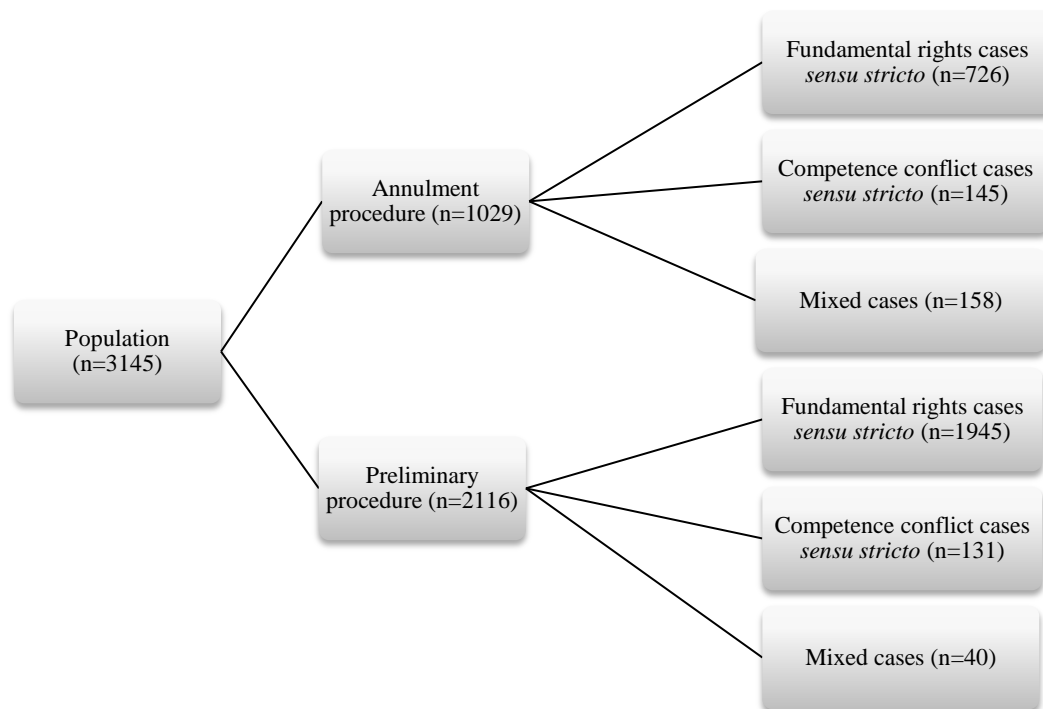 Fundamental rights cases
sensu stricto (n=726)
Competence conflict cases
sensu stricto (n=145)
Annulment
procedure (n=1029)
Mixed cases (n=158)
Population
(n=3145)
Fundamental rights cases
sensu stricto (n=1945)
Preliminary
procedure (n=2116)
Competence conflict cases
sensu stricto (n=131)
Mixed cases (n=40)